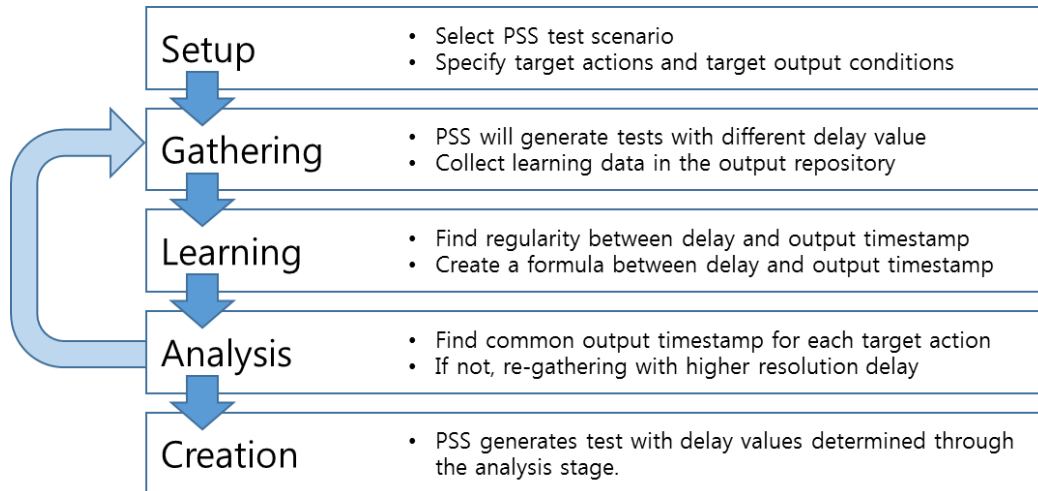 Setup
• Select PSS test scenario
• Specify target actions and target output conditions
Gathering
• PSS will generate tests with different delay value
• Collect learning data in the output repository
Learning
• Find regularity between delay and output timestamp
• Create a formula between delay and output timestamp
Analysis
• Find common output timestamp for each target action
• If not, re-gathering with higher resolution delay
Creation
• PSS generates test with delay values determined through
the analysis stage.